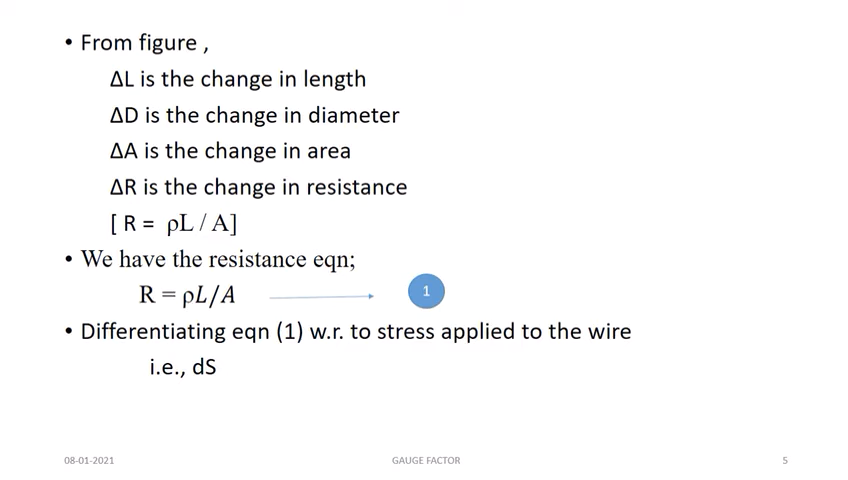 • From figure ,
ΔL is the change in length
ΔD is the change in diameter
ΔA is the change in area
ΔR is the change in resistance
[ R = ρL / A]
• We have the resistance eqn;
R = ρL/A
1
• Differentiating eqn (1) w.r. to stress applied to the wire
i.e., dS
08-01-2021
GAUGE FACTOR
5